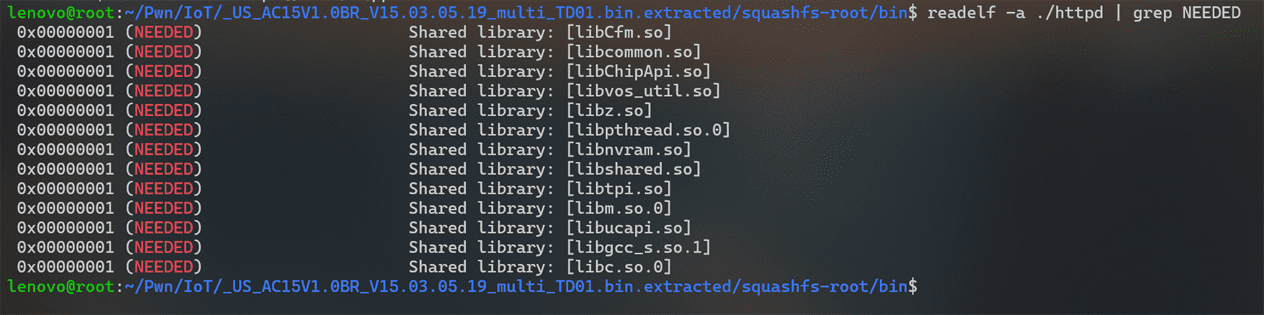 lenovo@root:~/Pwn/IoT/_US_AC15V1.0BR_V15.03.05.19_multi_TD01.bin.extracted/squashfs-root/bin$ readelf -a ./httpd | grep NEEDED
0x00000001 (NEEDED) Shared library: [libCfm.so]
0x00000001 (NEEDED) Shared library: [libcommon.so]
0x00000001 (NEEDED) Shared library: [libChipApi.so]
0x00000001 (NEEDED) Shared library: [libvos_util.so]
0x00000001 (NEEDED) Shared library: [libz.so]
0x00000001 (NEEDED) Shared library: [libpthread.so.0]
0x00000001 (NEEDED) Shared library: [libnvram.so]
0x00000001 (NEEDED) Shared library: [libshared.so]
0x00000001 (NEEDED) Shared library: [libtpi.so]
0x00000001 (NEEDED) Shared library: [libm.so.0]
0x00000001 (NEEDED) Shared library: [libucapi.so]
0x00000001 (NEEDED) Shared library: [libgcc_s.so.1]
0x00000001 (NEEDED) Shared library: [libc.so.0]
lenovo@root:~/Pwn/IoT/_US_AC15V1.0BR_V15.03.05.19_multi_TD01.bin.extracted/squashfs-root/bin$